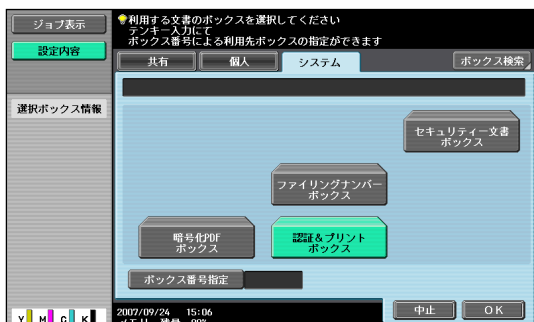 ジョブ表示
設定内容
利用する文書のボックスを選択してください
テンキー入力にて
ボックス番号による利用先ボックスの指定ができます
共有
個人
システム
ボックス検索
選択ボックス情報
セキュリティー文書
ボックス
ファイリングナンバー
ボックス
暗号化PDF
ボックス
認証&プリント
ボックス
ボックス番号指定
Y M C K
2007/09/24 15:06
メモリ 残量 99%
中止
OK